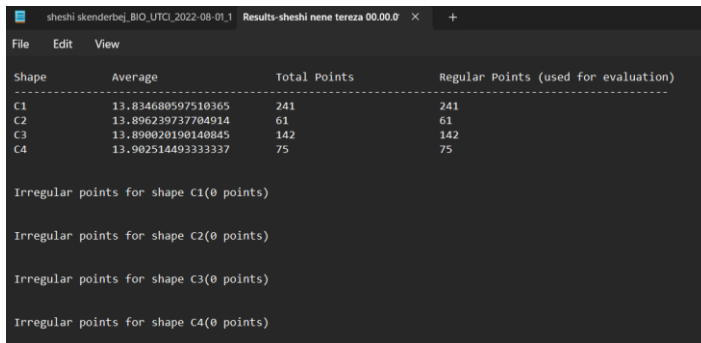 sheshi skenderbej_BIO_UTCI_2022-08-01_1 Results-sheshi nene tereza 00.00.0 × +
File Edit View
Shape Average Total Points Regular Points (used for evaluation)
C1 13.834680597510365 241 241
C2 13.896239737704914 61 61
C3 13.890020190140845 142 142
C4 13.902514493333337 75 75
Irregular points for shape C1(0 points)
Irregular points for shape C2(0 points)
Irregular points for shape C3(0 points)
Irregular points for shape C4(0 points)